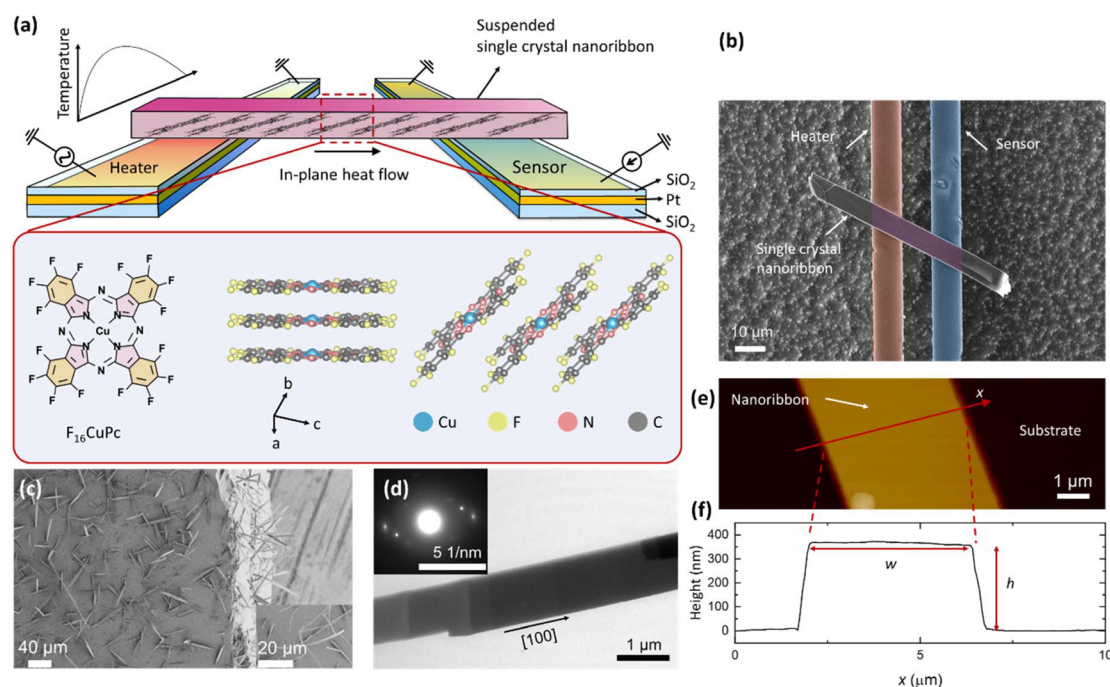 (a)
Temperature
Suspended
single crystal nanoribbon
Heater
Sensor
In-plane heat flow
SiO2
Pt
SiO2
F F
F F
F F
F F
N N
N N
N Cu N
N N
F F
F F
F F
F F
F16CuPc
b
c
a
Cu F N C
(b)
Heater
Sensor
Single crystal
nanoribbon
10 μm
(c)
40 μm
20 μm
(d)
5 1/nm
[100]
1 μm
(e)
Nanoribbon
x
Substrate
1 μm
(f)
Height (nm)
400
300
200
100
0
w
h
0 5 10
x (μm)